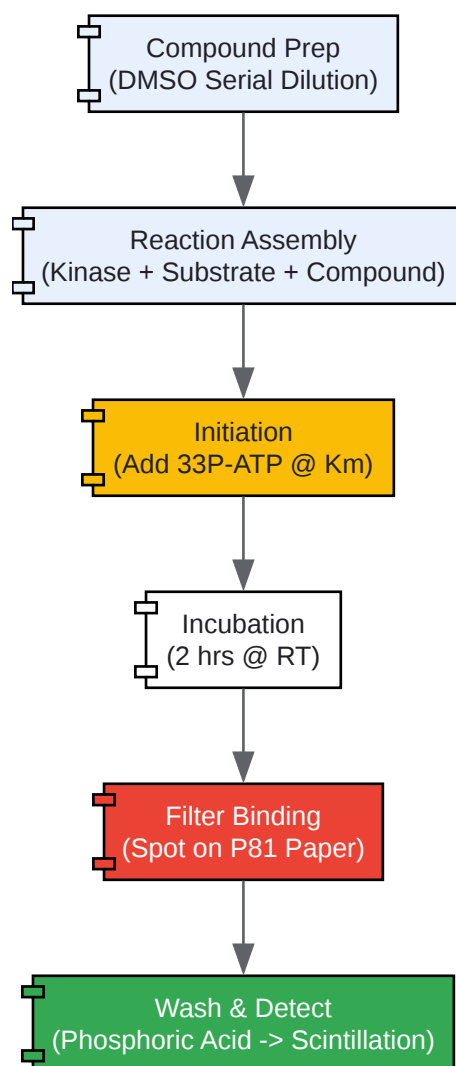 Compound Prep
(DMSO Serial Dilution)
Reaction Assembly
(Kinase + Substrate + Compound)
Initiation
(Add 33P-ATP @ Km)
Incubation
(2 hrs @ RT)
Filter Binding
(Spot on P81 Paper)
Wash & Detect
(Phosphoric Acid -> Scintillation)